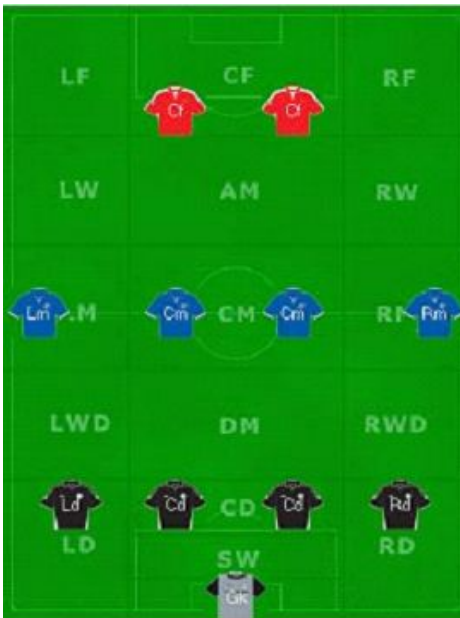 LF CF RF
Cf Cf
LW AM RW
Lm .M Cm CM Cm Rm
LWD DM RWD
Ld Cd CD Cd Rd
LD SW RD
GK